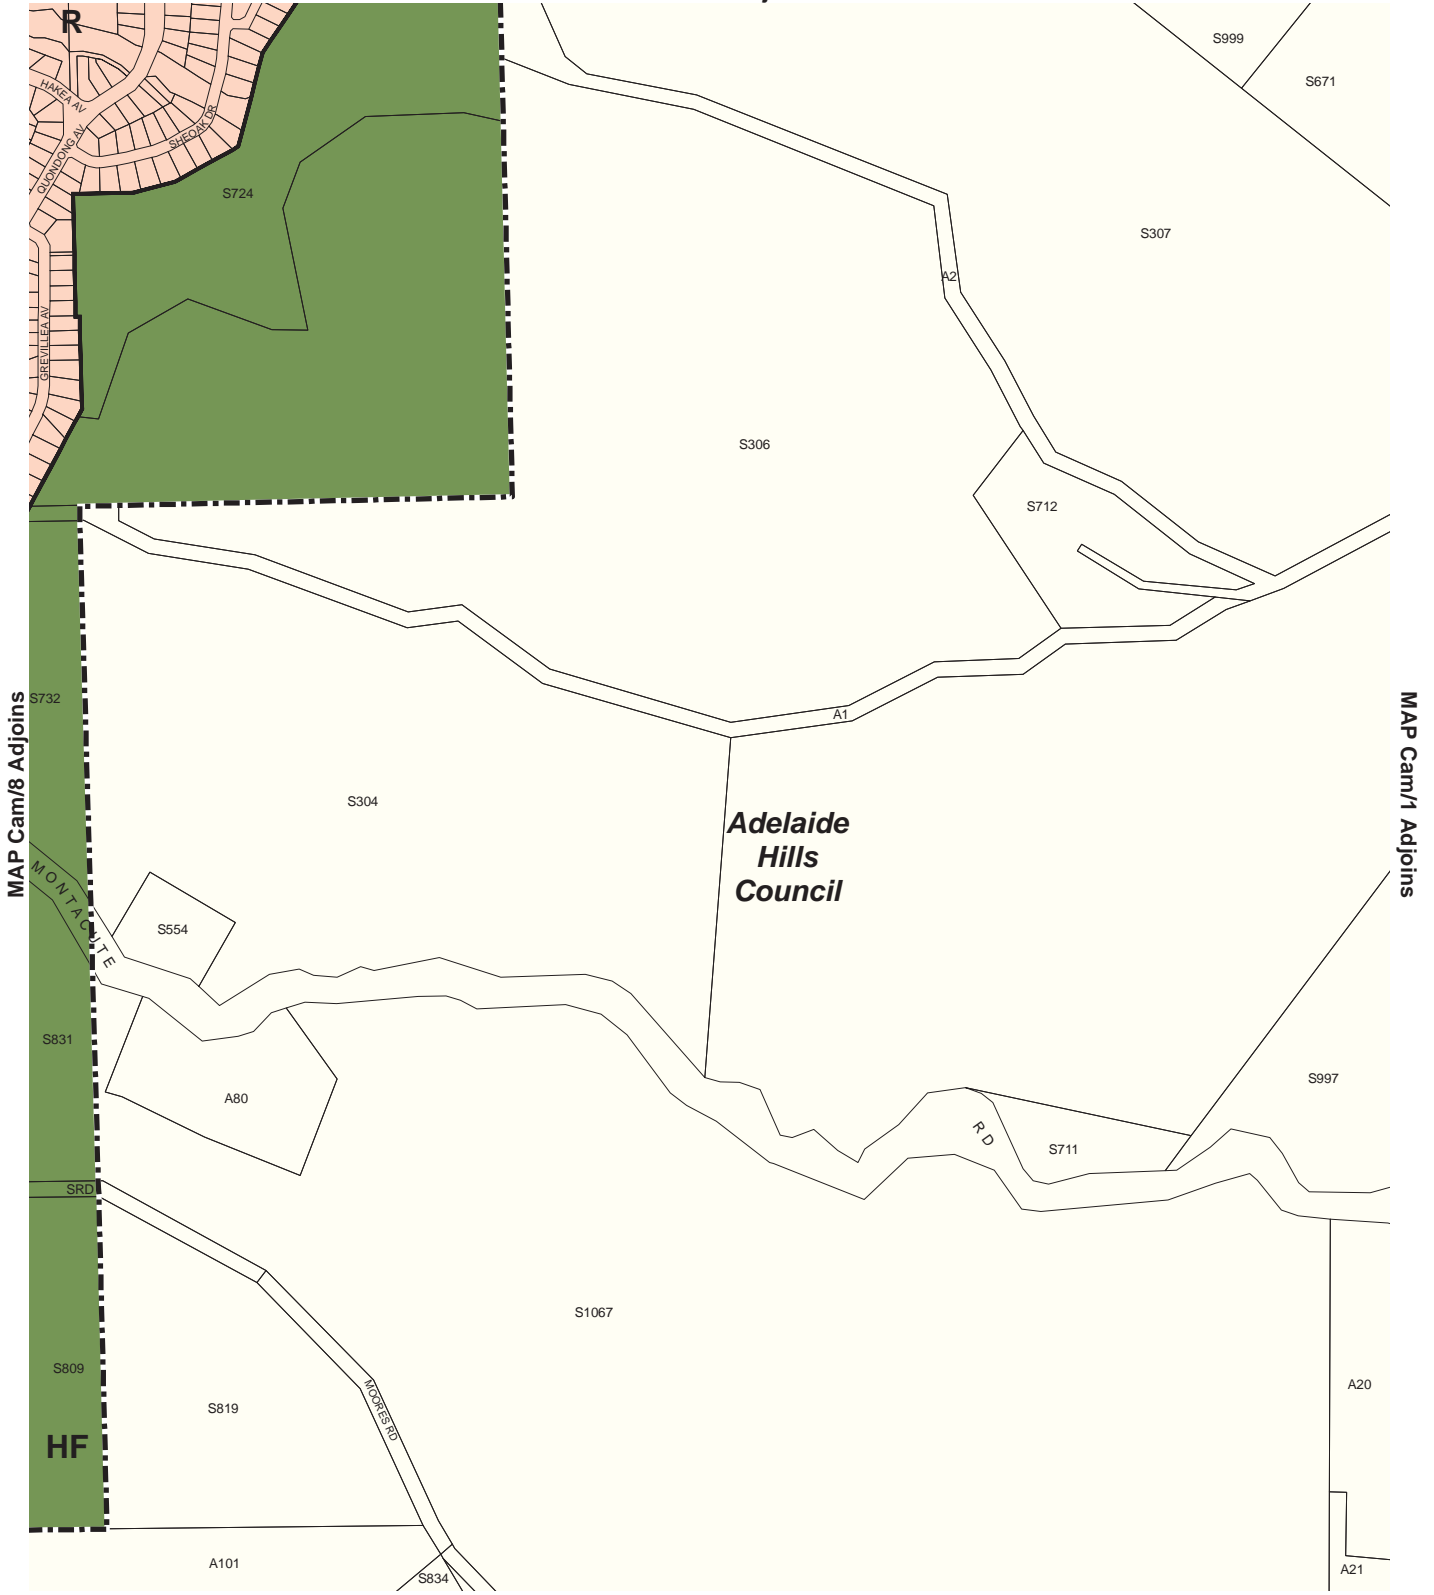 R
S999
S671
HAKEA AV
QUONDONG AV
SHEOAK DR
S724
S307
A2
GREVILLEA AV
S306
S712
S732
MAP Cam/8 Adjoins
MAP Cam/1 Adjoins
A1
S304
Adelaide
Hills
Council
MONTACUTE
S554
S831
S997
A80
RD
S711
SRD
S1067
S809
A20
MOORES RD
S819
HF
A101
S834
A21